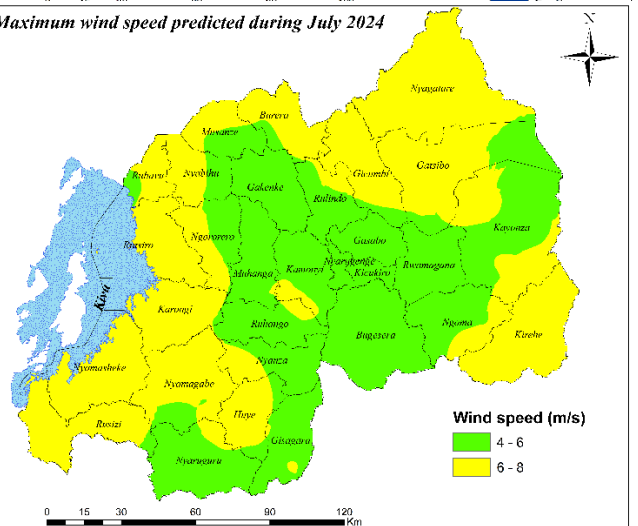 Maximum wind speed predicted during July 2024
N
Nyagatare
Burera
Musanze
Gicumbi
Gatsibo
Rubavu
Nyabihu
Gakenke
Rulindo
Kayonza
Rutsiro
Ngororero
Gasabo
Nyarugenge
Kicukiro
Rwamagana
Muhanga
Kamonyi
Kivu
Karongi
Ruhango
Bugesera
Ngoma
Kirehe
Nyanza
Nyamasheke
Nyamagabe
Huye
Rusizi
Gisagara
Nyaruguru
Wind speed (m/s)
4 - 6
6 - 8
0 15 30 60 90 120
Km